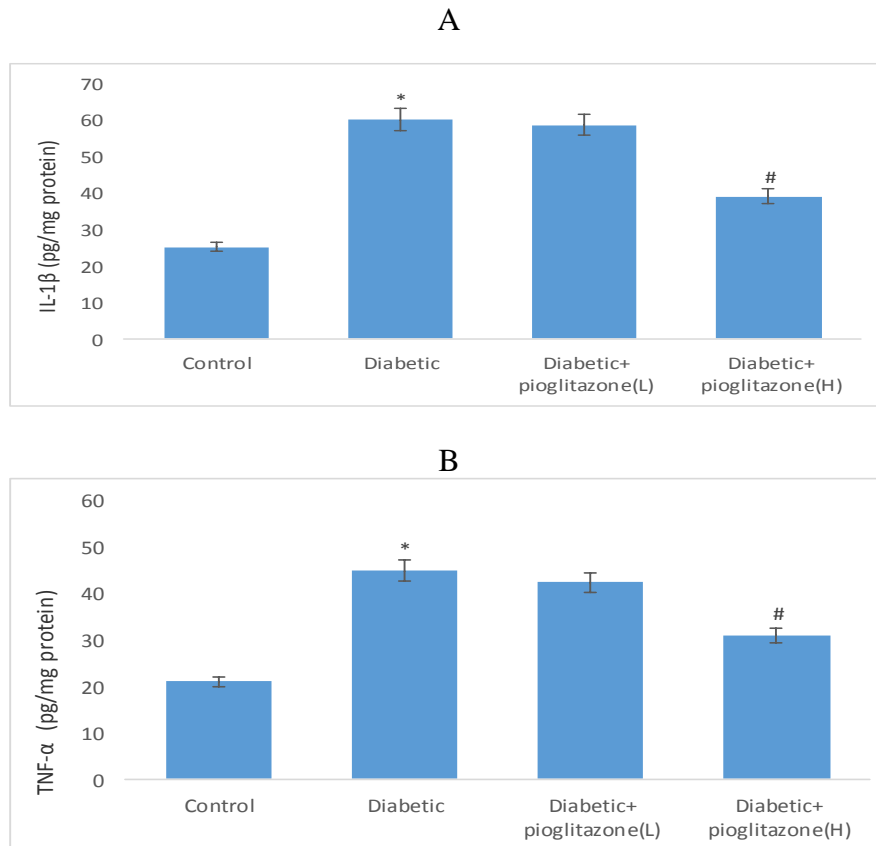 A
70
60
50
40
30
20
10
0
IL-1β (pg/mg protein)
*
#
Control
Diabetic
Diabetic+
pioglitazone(L)
Diabetic+
pioglitazone(H)
B
60
50
40
30
20
10
0
TNF-α (pg/mg protein)
*
#
Control
Diabetic
Diabetic+
pioglitazone(L)
Diabetic+
pioglitazone(H)